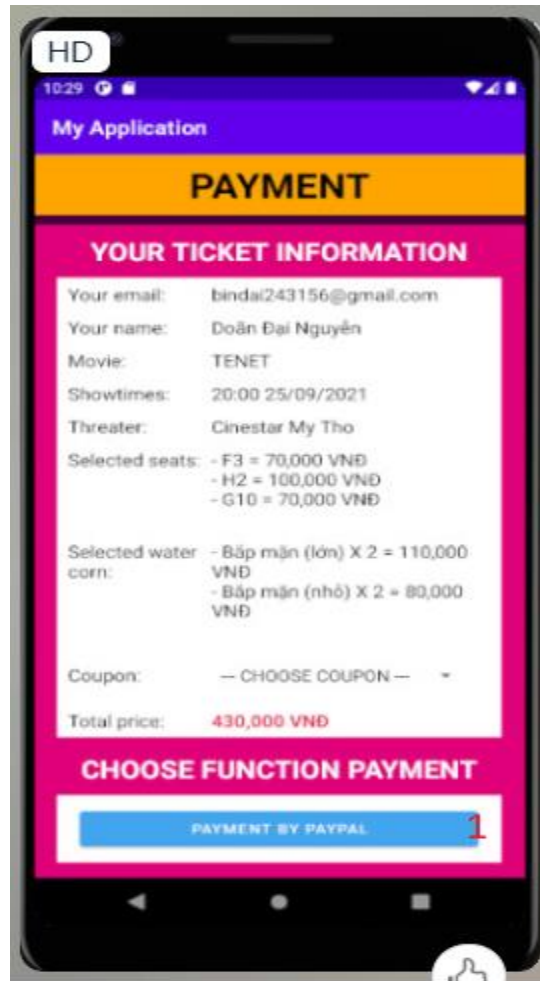 HD
10:29
My Application
PAYMENT
YOUR TICKET INFORMATION
Your email: bindai243156@gmail.com
Your name: Doãn Đại Nguyễn
Movie: TENET
Showtimes: 20:00 25/09/2021
Threater: Cinestar My Tho
Selected seats: - F3 = 70,000 VNĐ
- H2 = 100,000 VNĐ
- G10 = 70,000 VNĐ
Selected water - Bắp mặn (lớn) X 2 = 110,000
corn: VNĐ
- Bắp mặn (nhỏ) X 2 = 80,000
VNĐ
Coupon: --- CHOOSE COUPON ---
Total price: 430,000 VNĐ
CHOOSE FUNCTION PAYMENT
PAYMENT BY PAYPAL 1